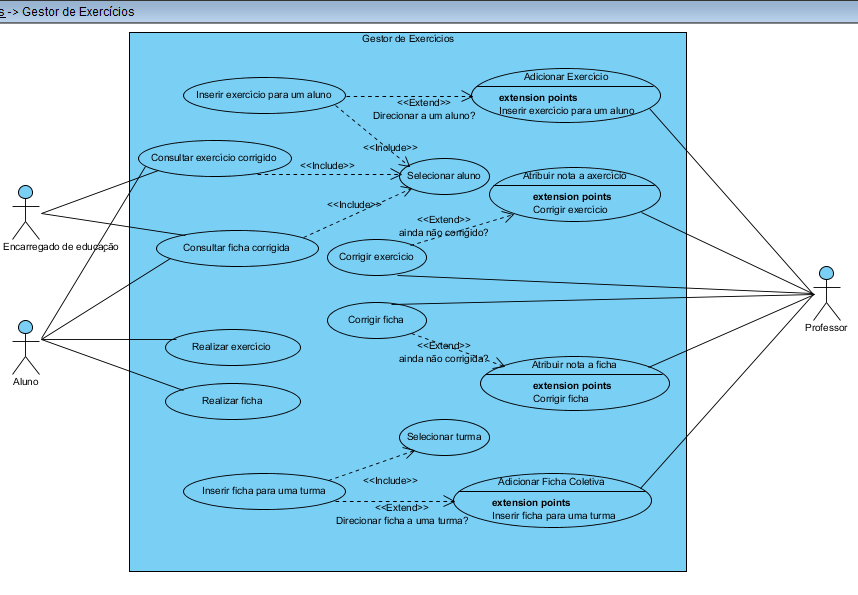 s -> Gestor de Exercícios
Gestor de Exercicios
Inserir exercicio para um aluno
<<Extend>>
Direcionar a um aluno?
Adicionar Exercicio
extension points
Inserir exercicio para um aluno
<<Include>>
Consultar exercicio corrigido
<<Include>>
Selecionar aluno
Atribuir nota a axercicio
extension points
Corrigir exercicio
<<Include>>
<<Extend>>
ainda não corrigido?
Encarregado de educação
Consultar ficha corrigida
Corrigir exercicio
Professor
Corrigir ficha
Aluno
Realizar exercicio
<<Extend>>
ainda não corrigida?
Atribuir nota a ficha
extension points
Corrigir ficha
Realizar ficha
Selecionar turma
Inserir ficha para uma turma
<<Include>>
<<Extend>>
Direcionar ficha a uma turma?
Adicionar Ficha Coletiva
extension points
Inserir ficha para uma turma